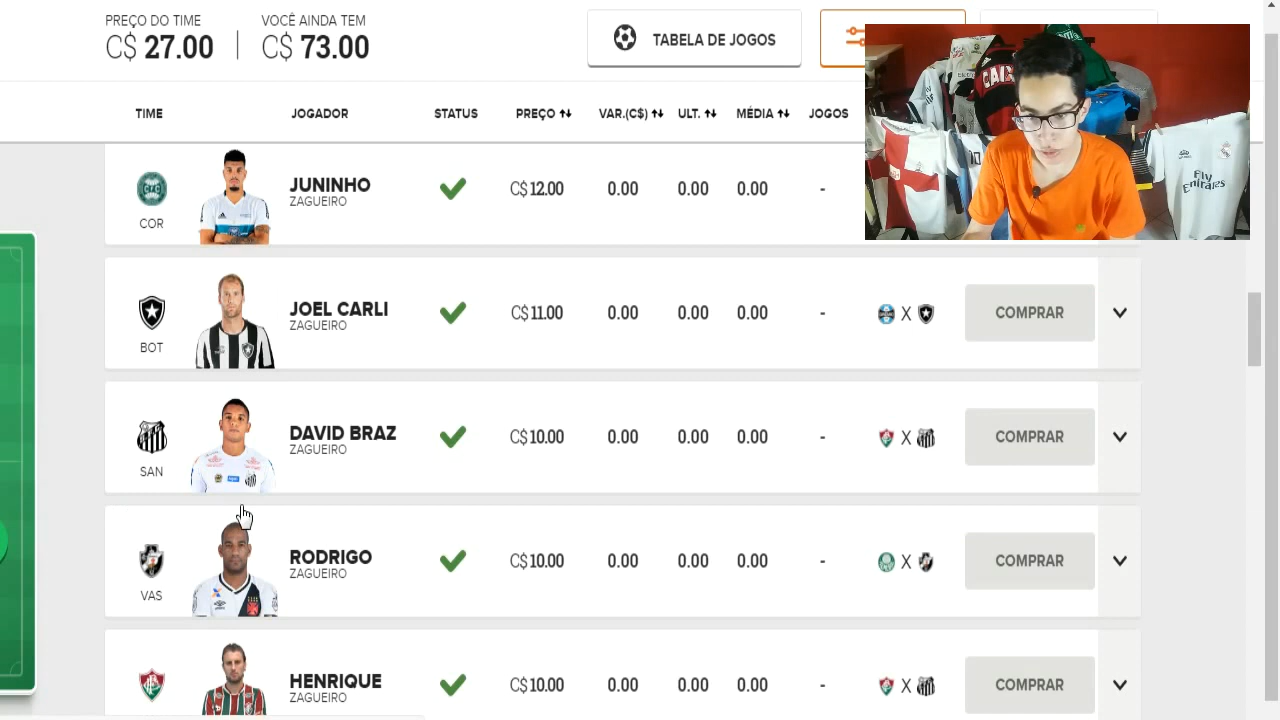 PREÇO DO TIME
C$ 27.00
VOCÊ AINDA TEM
C$ 73.00
TABELA DE JOGOS
TIME JOGADOR STATUS PREÇO VAR.(C$) ULT. MÉDIA JOGOS
COR
JUNINHO
ZAGUEIRO
C$ 12.00 0.00 0.00 0.00 -
BOT
JOEL CARLI
ZAGUEIRO
C$ 11.00 0.00 0.00 0.00 - X COMPRAR
SAN
DAVID BRAZ
ZAGUEIRO
C$ 10.00 0.00 0.00 0.00 - X COMPRAR
VAS
RODRIGO
ZAGUEIRO
C$ 10.00 0.00 0.00 0.00 - X COMPRAR
HENRIQUE
ZAGUEIRO
C$ 10.00 0.00 0.00 0.00 - X COMPRAR
Fly
Emirates